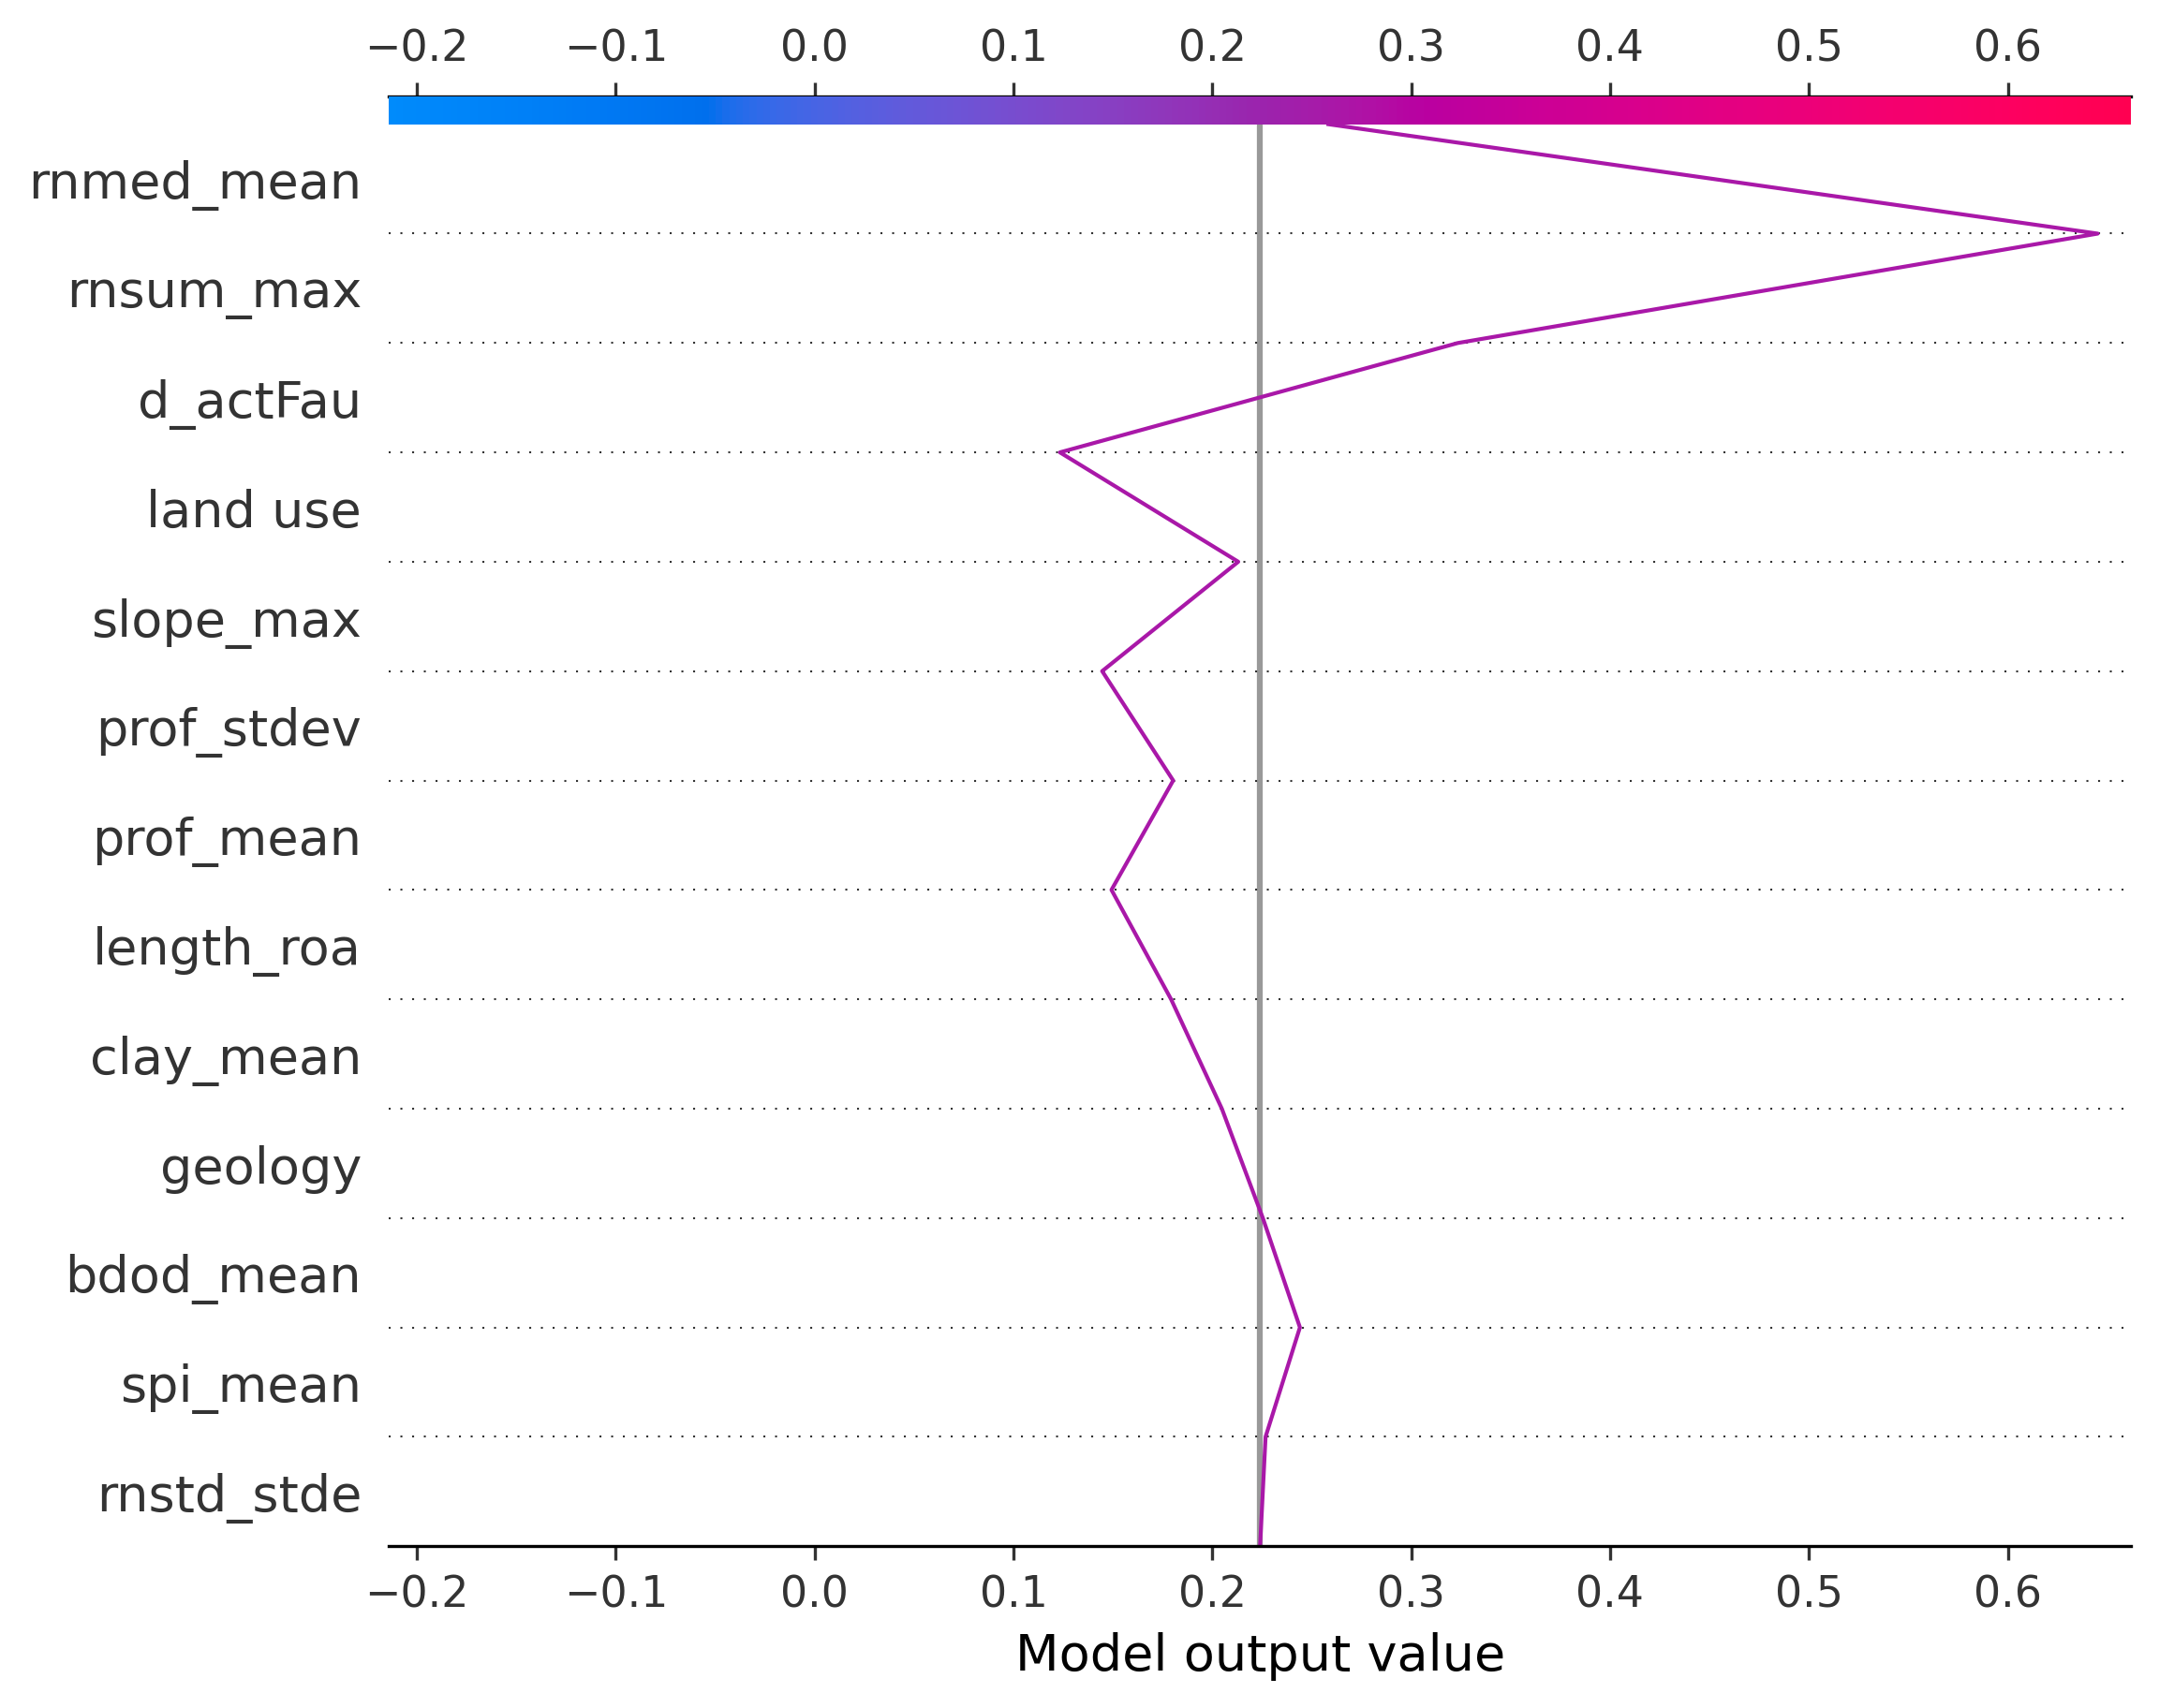 −0.2 −0.1 0.0 0.1 0.2 0.3 0.4 0.5 0.6
rnmed_mean
rnsum_max
d_actFau
land use
slope_max
prof_stdev
prof_mean
length_roa
clay_mean
geology
bdod_mean
spi_mean
rnstd_stde
−0.2 −0.1 0.0 0.1 0.2 0.3 0.4 0.5 0.6
Model output value